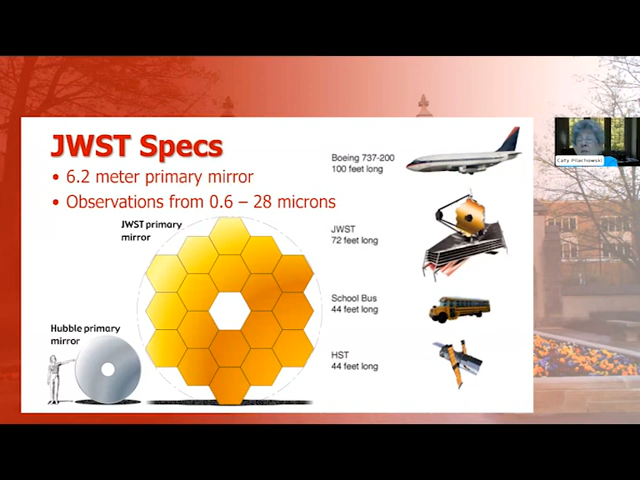 JWST Specs
• 6.2 meter primary mirror
• Observations from 0.6 – 28 microns
JWST primary
mirror
Hubble primary
mirror
Boeing 737-200
100 feet long
JWST
72 feet long
School Bus
44 feet long
HST
44 feet long
Caty Pilachowski